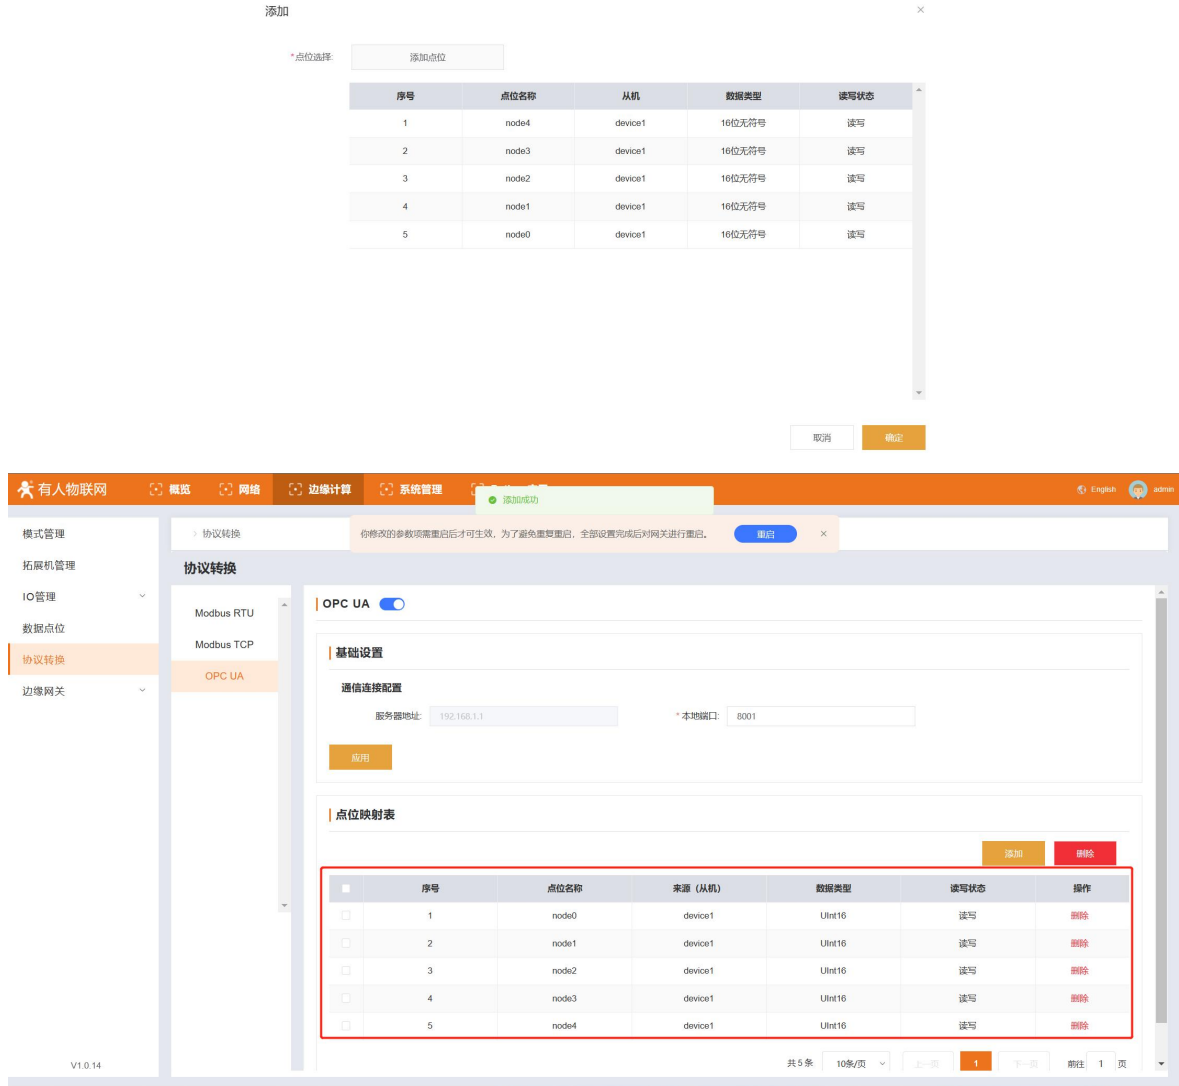 添加
×
*点位选择: 添加点位
序号 点位名称 从机 数据类型 读写状态
1 node4 device1 16位无符号 读写
2 node3 device1 16位无符号 读写
3 node2 device1 16位无符号 读写
4 node1 device1 16位无符号 读写
5 node0 device1 16位无符号 读写
取消 确定
有人物联网 概览 网络 边缘计算 系统管理 English admin
添加成功
你修改的参数项需重启后才可生效, 为了避免重复重启, 全部设置完成后对网关进行重启。 重启 ×
模式管理
拓展机管理
IO管理
数据点位
协议转换
边缘网关
V1.0.14
> 协议转换
协议转换
Modbus RTU
Modbus TCP
OPC UA
OPC UA
基础设置
通信连接配置
服务器地址: 192.168.1.1 * 本地端口: 8001
应用
点位映射表
添加 删除
序号 点位名称 来源（从机） 数据类型 读写状态 操作
1 node0 device1 UInt16 读写 删除
2 node1 device1 UInt16 读写 删除
3 node2 device1 UInt16 读写 删除
4 node3 device1 UInt16 读写 删除
5 node4 device1 UInt16 读写 删除
共 5 条 10条/页 上一页 1 下一页 前往 1 页